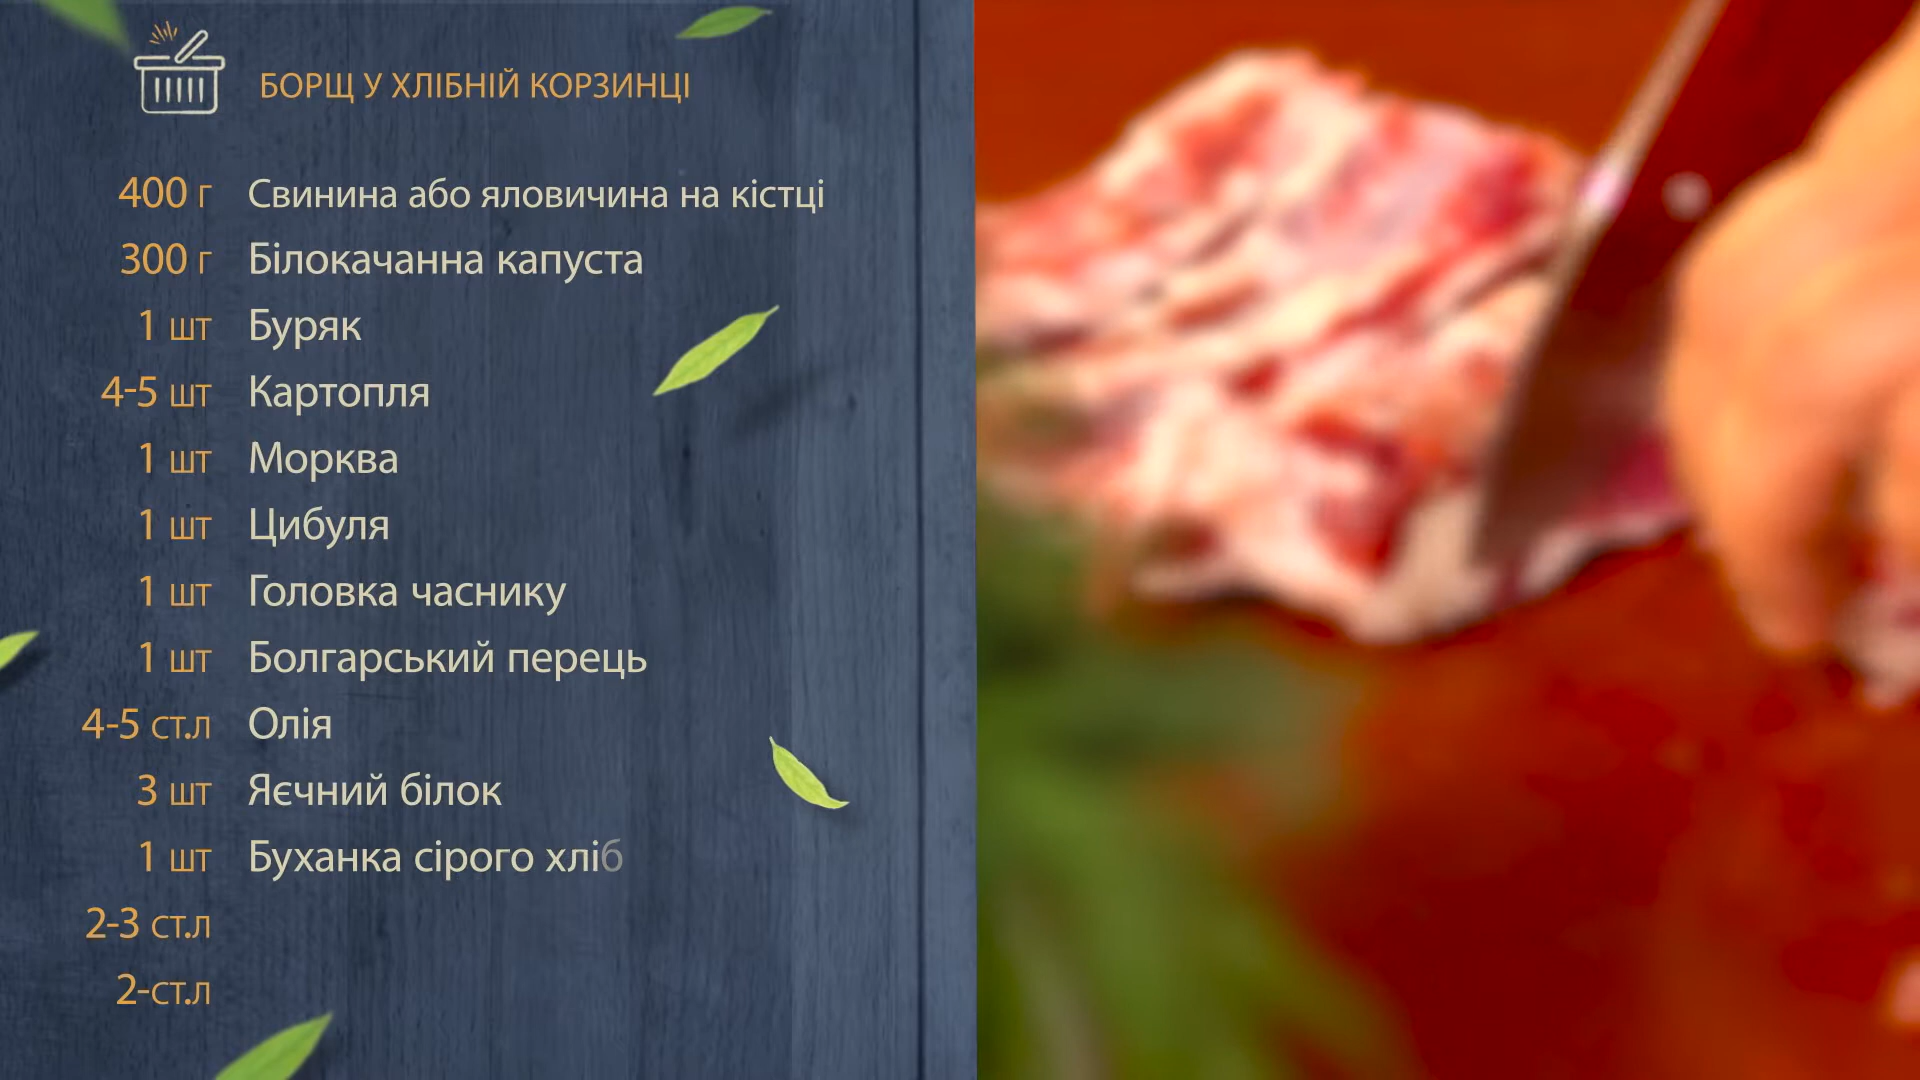 БОРЩ У ХЛІБНІЙ КОРЗИНЦІ
400 г Свинина або яловичина на кістці
300 г Білокачанна капуста
1 шт Буряк
4-5 шт Картопля
1 шт Морква
1 шт Цибуля
1 шт Головка часнику
1 шт Болгарський перець
4-5 ст.л Олія
3 шт Яєчний білок
1 шт Буханка сірого хліб
2-3 ст.л
2-ст.л